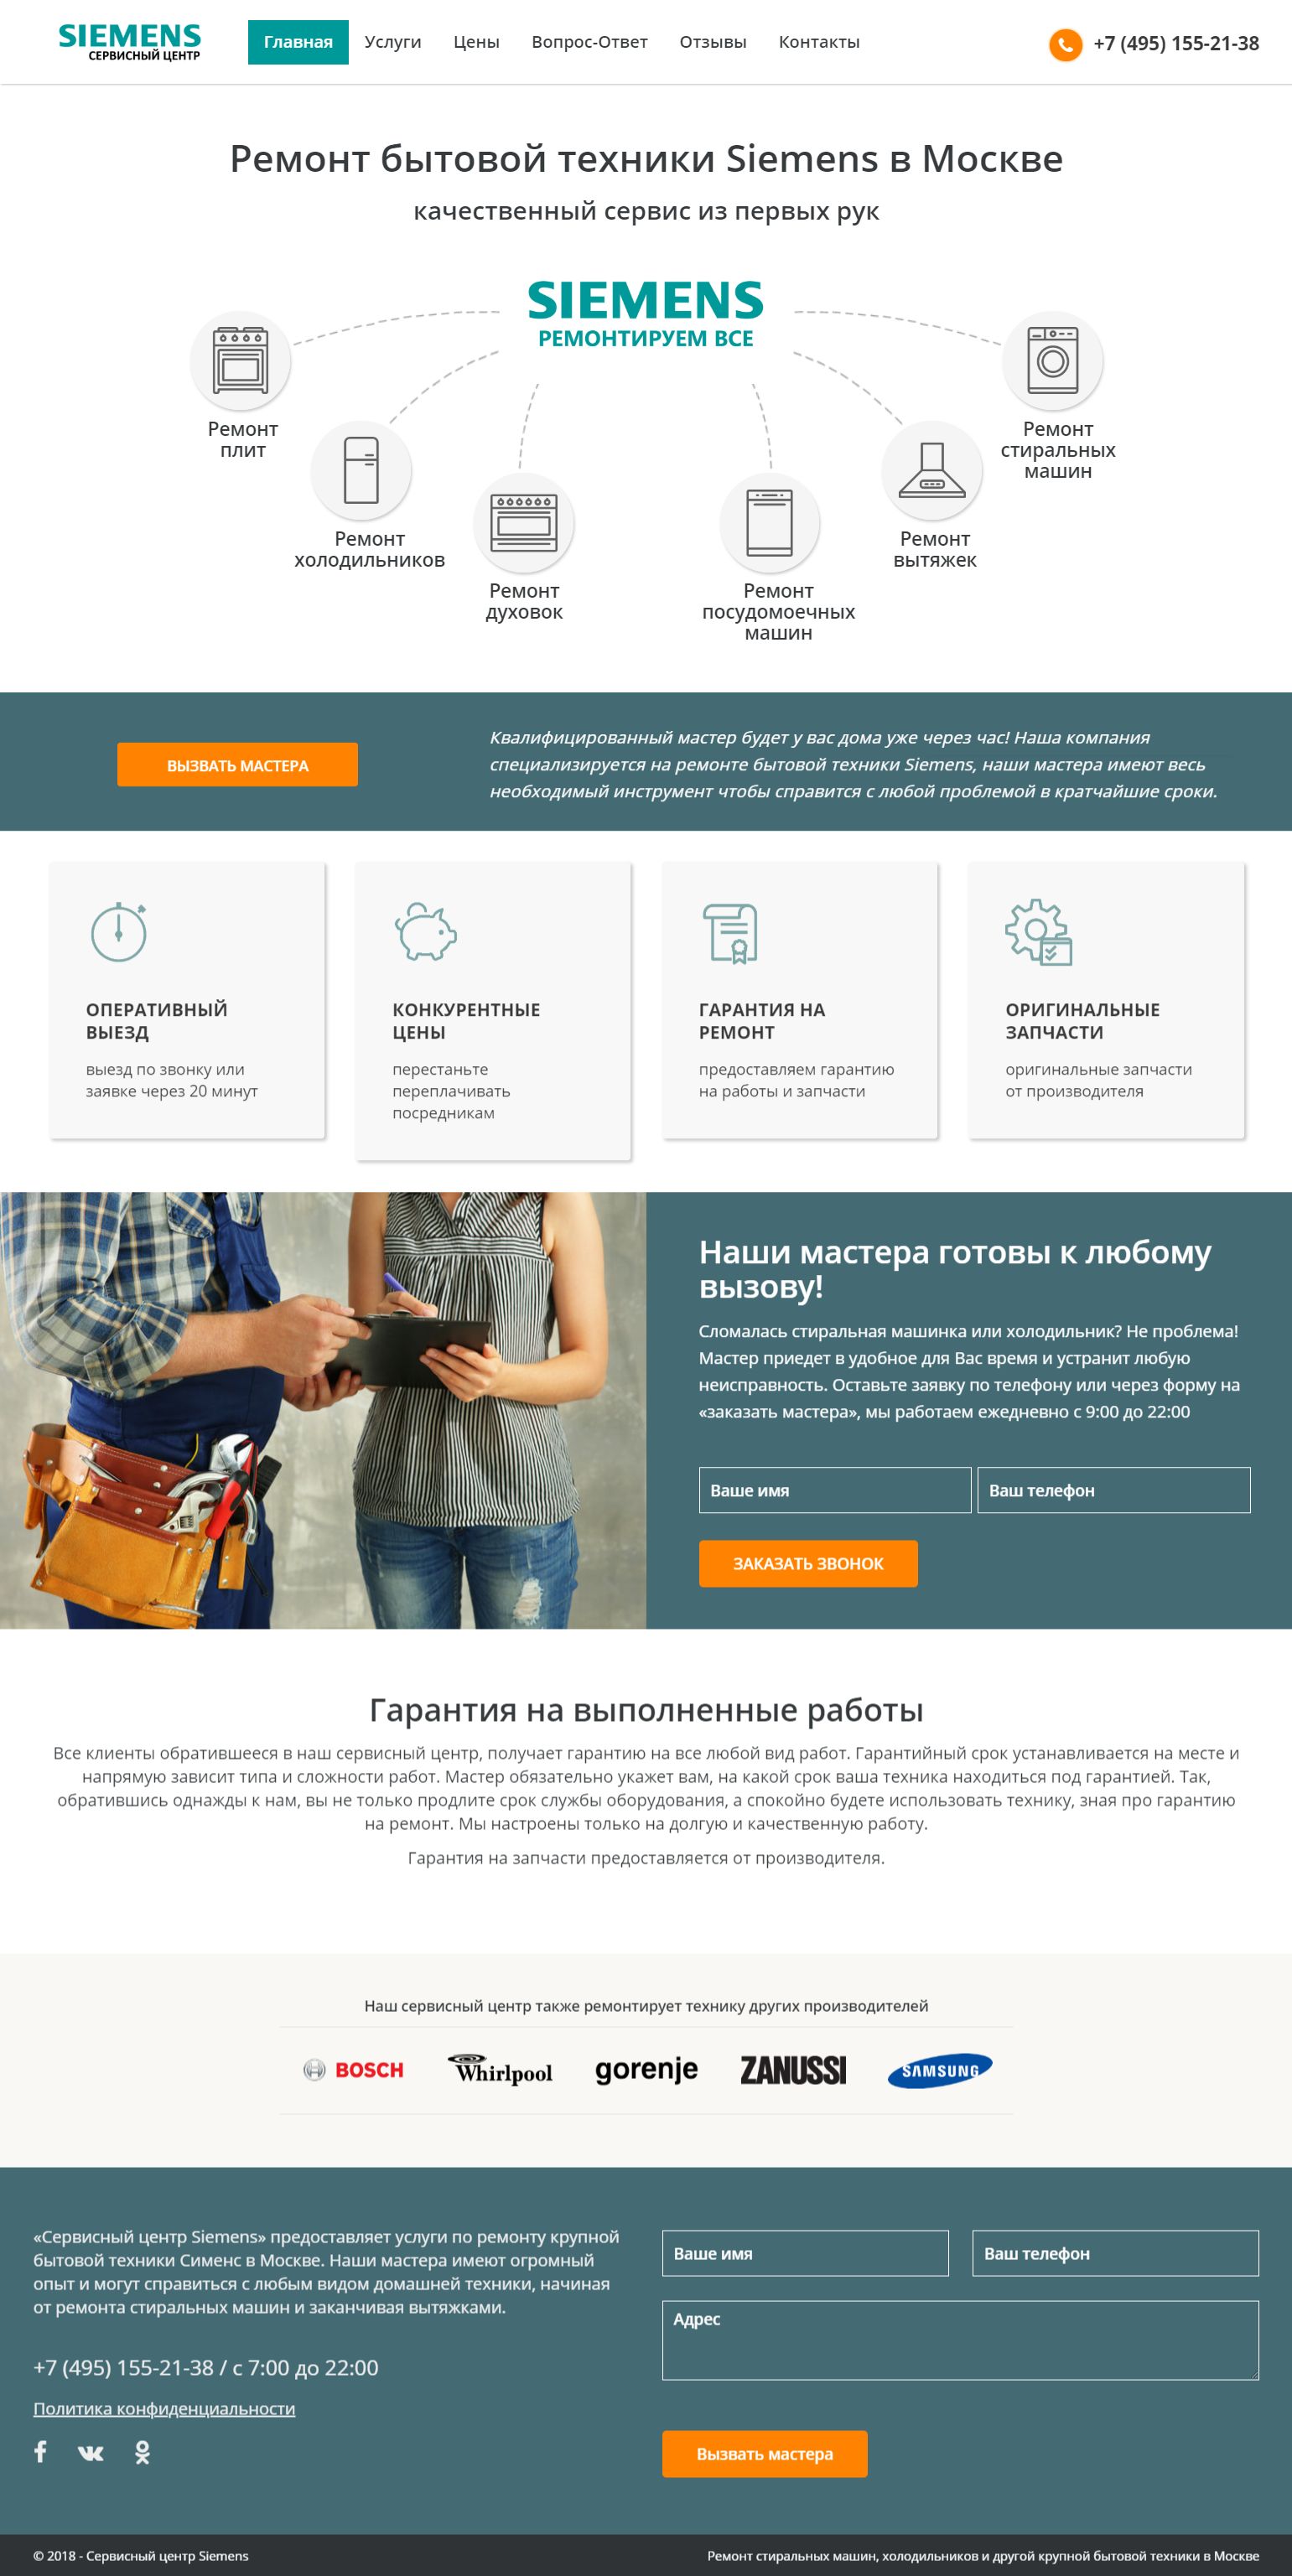 SIEMENS
СЕРВИСНЫЙ ЦЕНТР
Главная
Услуги
Цены
Вопрос-Ответ
Отзывы
Контакты
+7 (495) 155-21-38
Ремонт бытовой техники Siemens в Москве
качественный сервис из первых рук
SIEMENS
РЕМОНТИРУЕМ ВСЕ
Ремонт
плит
Ремонт
холодильников
Ремонт
духовок
Ремонт
посудомоечных
машин
Ремонт
вытяжек
Ремонт
стиральных
машин
ВЫЗВАТЬ МАСТЕРА
Квалифицированный мастер будет у вас дома уже через час! Наша компания
специализируется на ремонте бытовой техники Siemens, наши мастера имеют весь
необходимый инструмент чтобы справится с любой проблемой в кратчайшие сроки.
ОПЕРАТИВНЫЙ
ВЫЕЗД
выезд по звонку или
заявке через 20 минут
КОНКУРЕНТНЫЕ
ЦЕНЫ
перестаньте
переплачивать
посредникам
ГАРАНТИЯ НА
РЕМОНТ
предоставляем гарантию
на работы и запчасти
ОРИГИНАЛЬНЫЕ
ЗАПЧАСТИ
оригинальные запчасти
от производителя
Наши мастера готовы к любому
вызову!
Сломалась стиральная машинка или холодильник? Не проблема!
Мастер приедет в удобное для Вас время и устранит любую
неисправность. Оставьте заявку по телефону или через форму на
«заказать мастера», мы работаем ежедневно с 9:00 до 22:00
Ваше имя
Ваш телефон
ЗАКАЗАТЬ ЗВОНОК
Гарантия на выполненные работы
Все клиенты обратившееся в наш сервисный центр, получает гарантию на все любой вид работ. Гарантийный срок устанавливается на месте и
напрямую зависит типа и сложности работ. Мастер обязательно укажет вам, на какой срок ваша техника находиться под гарантией. Так,
обратившись однажды к нам, вы не только продлите срок службы оборудования, а спокойно будете использовать технику, зная про гарантию
на ремонт. Мы настроены только на долгую и качественную работу.
Гарантия на запчасти предоставляется от производителя.
Наш сервисный центр также ремонтирует технику других производителей
BOSCH
Whirlpool
gorenje
ZANUSSI
SAMSUNG
«Сервисный центр Siemens» предоставляет услуги по ремонту крупной
бытовой техники Сименс в Москве. Наши мастера имеют огромный
опыт и могут справиться с любым видом домашней техники, начиная
от ремонта стиральных машин и заканчивая вытяжками.
+7 (495) 155-21-38 / с 7:00 до 22:00
Политика конфиденциальности
Ваше имя
Ваш телефон
Адрес
Вызвать мастера
© 2018 - Сервисный центр Siemens
Ремонт стиральных машин, холодильников и другой крупной бытовой техники в Москве